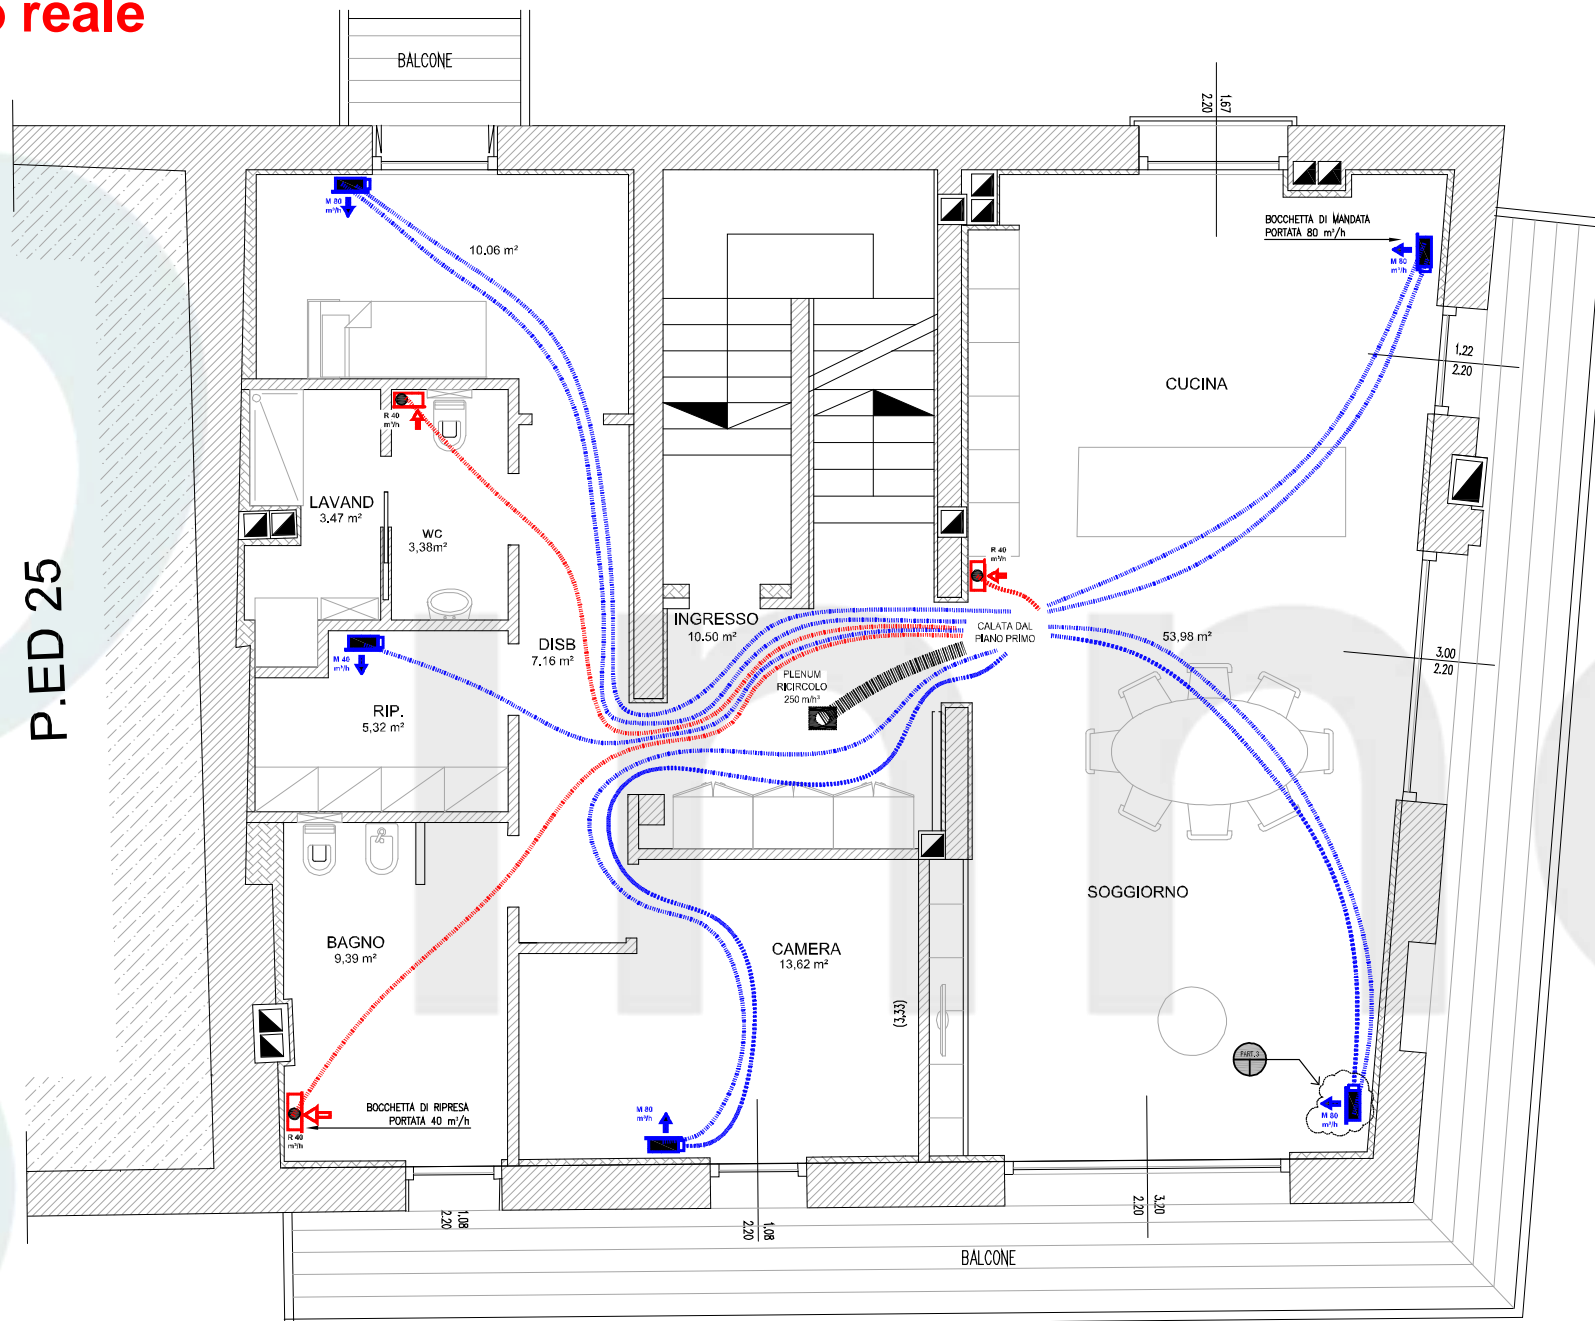 o reale
BALCONE
1.67
2.20
M 80
m³/h
10.06 m²
BOCCHETTA DI MANDATA
PORTATA 80 m³/h
M 80
m³/h
1.22
2.20
CUCINA
R 40
m³/h
LAVAND
3.47 m²
WC
3,38m²
R 40
m³/h
P.ED 25
INGRESSO
10.50 m²
CALATA DAL
PIANO PRIMO
53,98 m²
DISB
7.16 m²
M 40
m³/h
3,00
2.20
PLENUM
RICIRCOLO
250 m/h³
RIP.
5,32 m²
SOGGIORNO
BAGNO
9,39 m²
CAMERA
13,62 m²
(3,33)
PART.3
BOCCHETTA DI RIPRESA
PORTATA 40 m³/h
R 40
m³/h
M 80
m³/h
M 80
m³/h
1,08
2.20
1,08
2.20
3,20
2.20
BALCONE